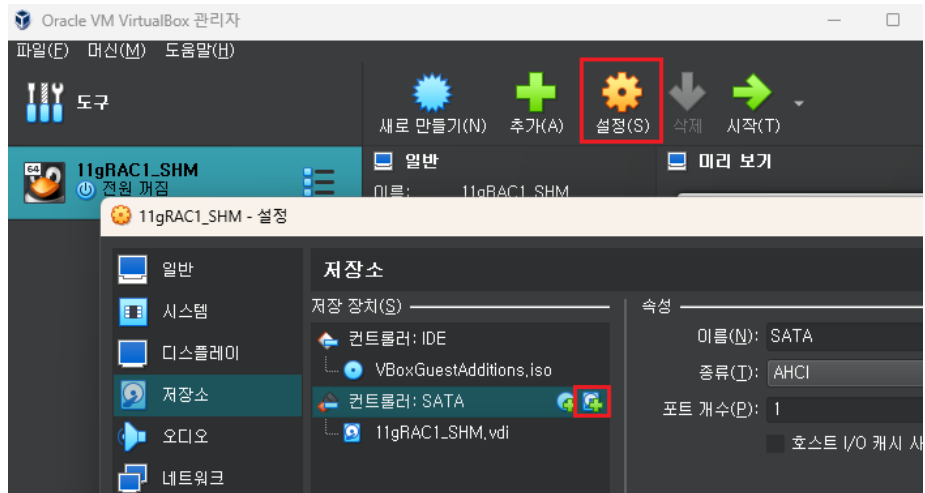 Oracle VM VirtualBox 관리자
파일(F) 머신(M) 도움말(H)
도구
새로 만들기(N) 추가(A) 설정(S) 삭제 시작(T)
64 11gRAC1_SHM
전원 꺼짐
일반
미리 보기
이름: 11gRAC1_SHM
11gRAC1_SHM - 설정
일반
시스템
디스플레이
저장소
오디오
네트워크
저장소
저장 장치(S)
컨트롤러: IDE
VBoxGuestAdditions.iso
컨트롤러: SATA
11gRAC1_SHM.vdi
속성
이름(N): SATA
종류(T): AHCI
포트 개수(P): 1
호스트 I/O 캐시